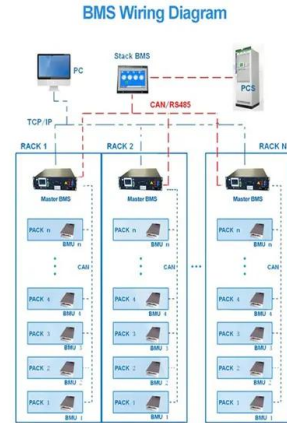 BMS Wiring Diagram
Stack BMS
PC
PCS
CAN/RS485
TCP/IP
RACK 1
RACK 2
RACK N
Master BMS
Master BMS
Master BMS
PACK n
PACK n
PACK n
BMU n
BMU n
BMU n
CAN
CAN
CAN
PACK 4
PACK 4
PACK 4
BMU 4
BMU 4
BMU 4
PACK 3
PACK 3
PACK 3
BMU 3
BMU 3
BMU 3
PACK 2
PACK 2
PACK 2
BMU 2
BMU 2
BMU 2
PACK 1
PACK 1
PACK 1
BMU 1
BMU 1
BMU 1